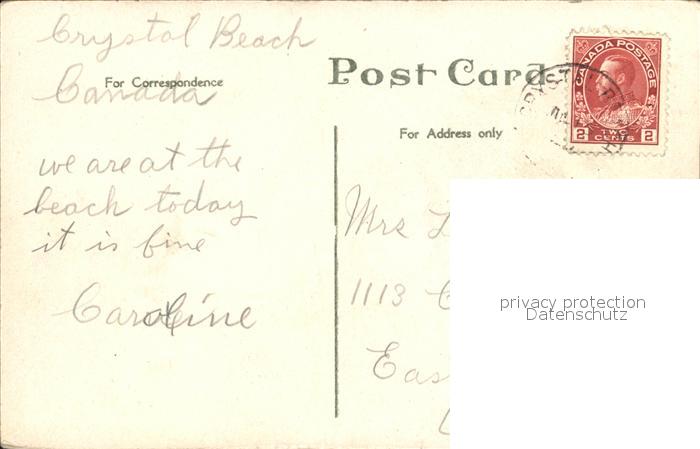 Crystal Beach
For Correspondence
Canada
Post Card
For Address only
CANADA POSTAGE
2 TWO CENTS 2
we are at the
beach today
it is fine
Caroline
Mrs
1113
privacy protection
Datenschutz